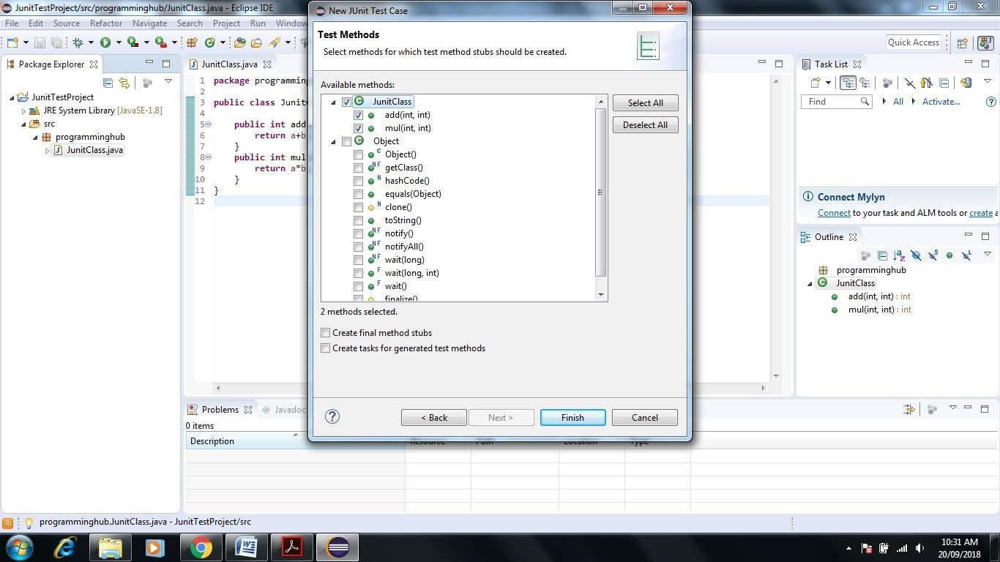 JunitTestProject/src/programminghub/JunitClass.java - Eclipse IDE
File Edit Source Refactor Navigate Search Project Run Window
Quick Access
Package Explorer
JunitTestProject
JRE System Library [JavaSE-1.8]
src
programminghub
JunitClass.java
JunitClass.java
1 package programming
2
3 public class JunitC
4
5 public int add
6 return a+b
7 }
8 public int mul
9 return a*b
10 }
11 }
12
New JUnit Test Case
Test Methods
Select methods for which test method stubs should be created.
Available methods:
JunitClass
add(int, int)
mul(int, int)
Object
C Object()
NF getClass()
N hashCode()
equals(Object)
N clone()
toString()
NF notify()
NF notifyAll()
NF wait(long)
F wait(long, int)
F wait()
finalize()
Select All
Deselect All
2 methods selected.
Create final method stubs
Create tasks for generated test methods
< Back Next > Finish Cancel
Task List
Find All Activate...
Connect Mylyn
Connect to your task and ALM tools or create a
Outline
programminghub
JunitClass
add(int, int) : int
mul(int, int) : int
Problems @ Javadoc
0 items
Description Resource Path Location Type
programminghub.JunitClass.java - JunitTestProject/src
10:31 AM
20/09/2018